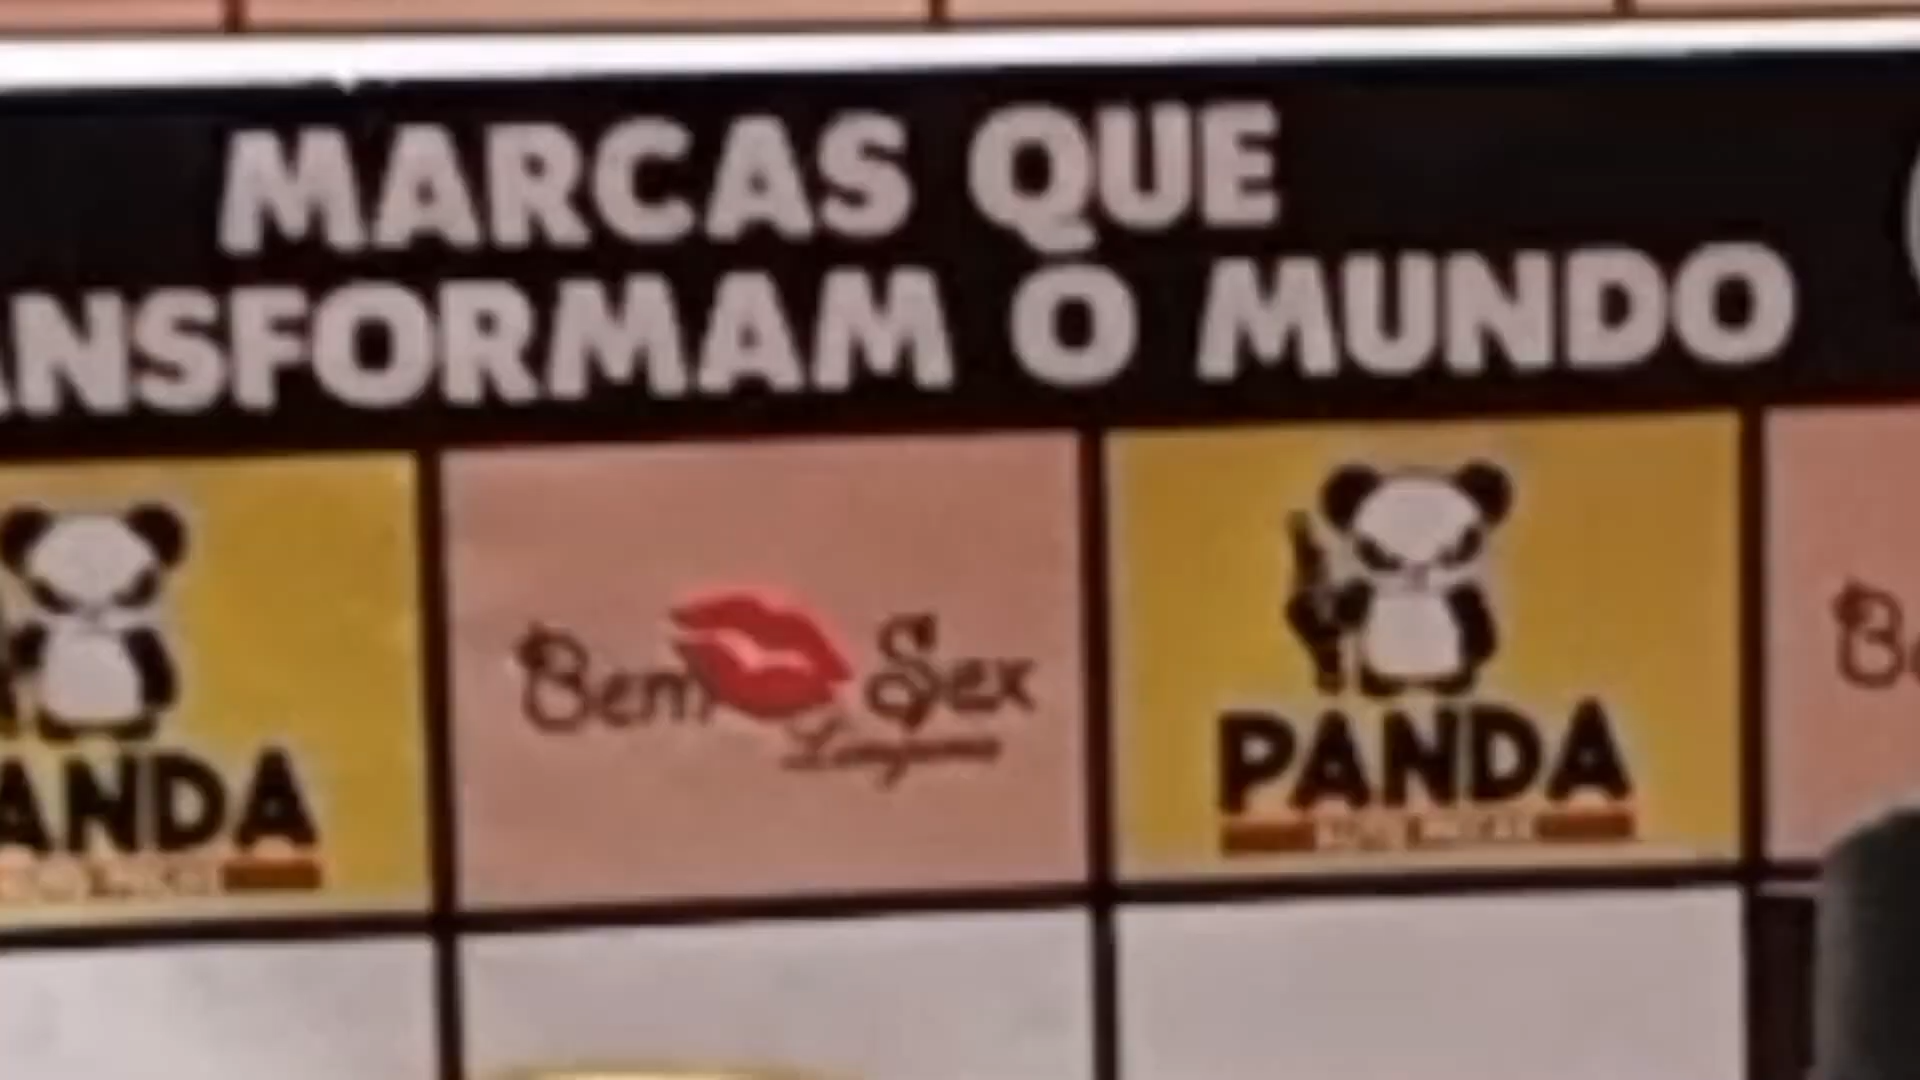 MARCAS QUE
ANSFORMAM O MUNDO
ANDA
Bem Sex
PANDA